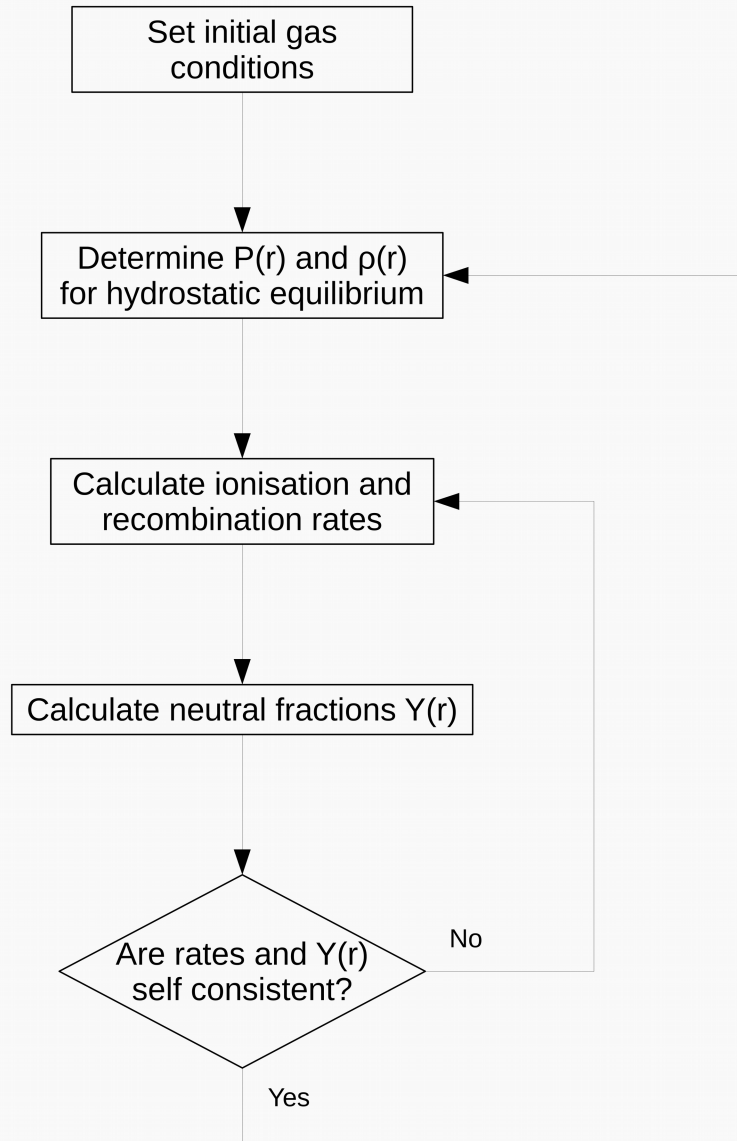 Set initial gas
conditions
Determine P(r) and ρ(r)
for hydrostatic equilibrium
Calculate ionisation and
recombination rates
Calculate neutral fractions Y(r)
Are rates and Y(r)
self consistent?
No
Yes